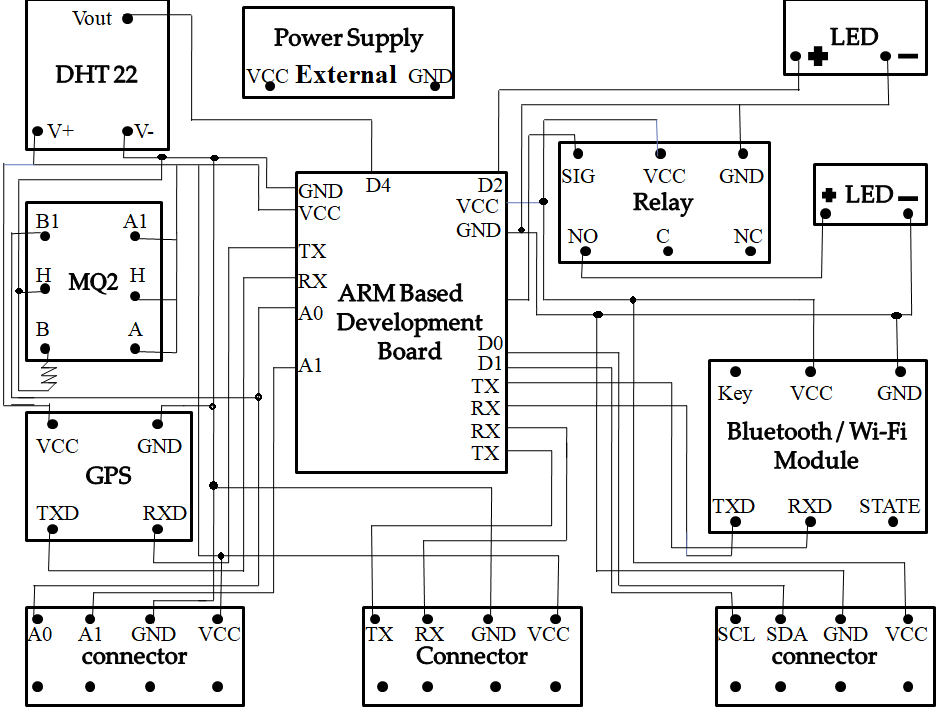 Vout
DHT 22
V+ V-
Power Supply
VCC External GND
LED
+ −
SIG VCC GND
Relay
NO C NC
+ LED −
B1 A1
H MQ2 H
B A
GND D4 D2
VCC VCC
GND
TX
RX
A0
A1
ARM Based
Development
Board
D0
D1
TX
RX
RX
TX
Key VCC GND
Bluetooth / Wi-Fi
Module
TXD RXD STATE
VCC GND
GPS
TXD RXD
A0 A1 GND VCC
connector
TX RX GND VCC
Connector
SCL SDA GND VCC
connector